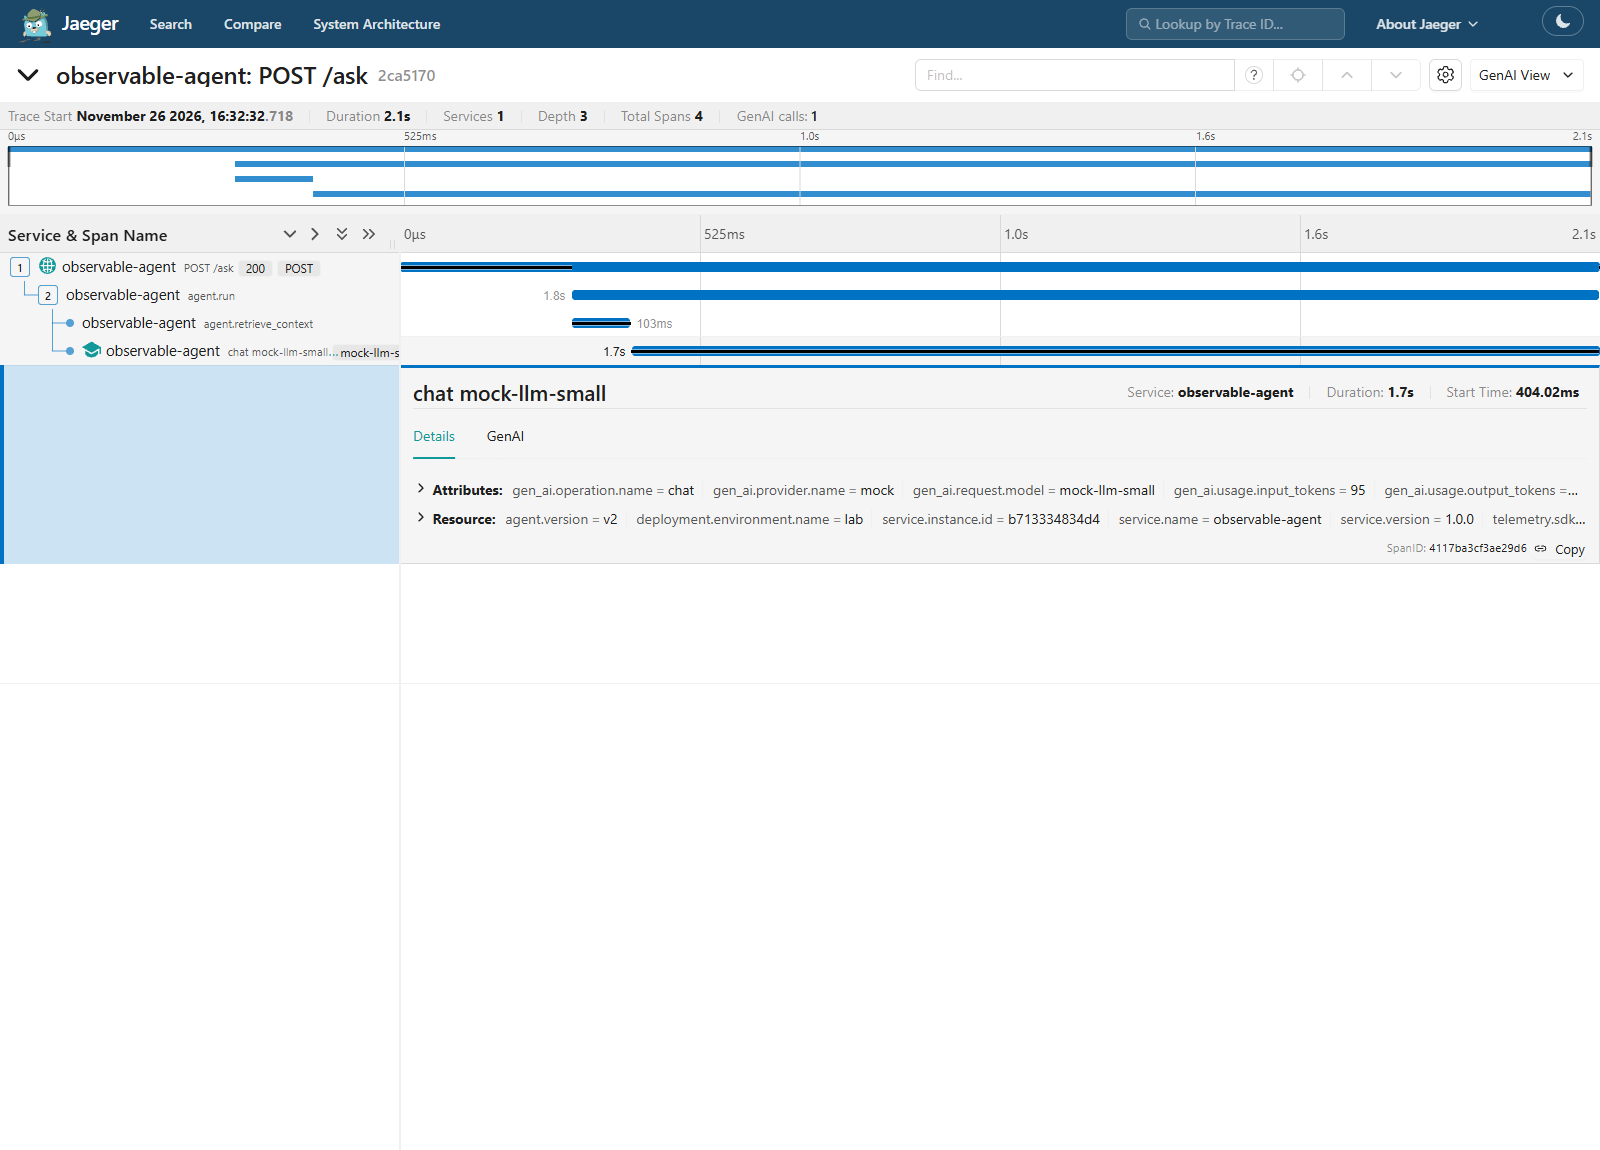 Jaeger Search Compare System Architecture Lookup by Trace ID... About Jaeger
observable-agent: POST /ask 2ca5170 Find... ? GenAI View
Trace Start November 26 2026, 16:32:32.718 Duration 2.1s Services 1 Depth 3 Total Spans 4 GenAI calls: 1
0μs 525ms 1.0s 1.6s 2.1s
Service & Span Name 0μs 525ms 1.0s 1.6s 2.1s
1 observable-agent POST /ask 200 POST
2 observable-agent agent.run 1.8s
observable-agent agent.retrieve_context 103ms
observable-agent chat mock-llm-small... mock-llm-s 1.7s
chat mock-llm-small Service: observable-agent Duration: 1.7s Start Time: 404.02ms
Details GenAI
Attributes: gen_ai.operation.name = chat gen_ai.provider.name = mock gen_ai.request.model = mock-llm-small gen_ai.usage.input_tokens = 95 gen_ai.usage.output_tokens =...
Resource: agent.version = v2 deployment.environment.name = lab service.instance.id = b713334834d4 service.name = observable-agent service.version = 1.0.0 telemetry.sdk...
SpanID: 4117ba3cf3ae29d6 Copy